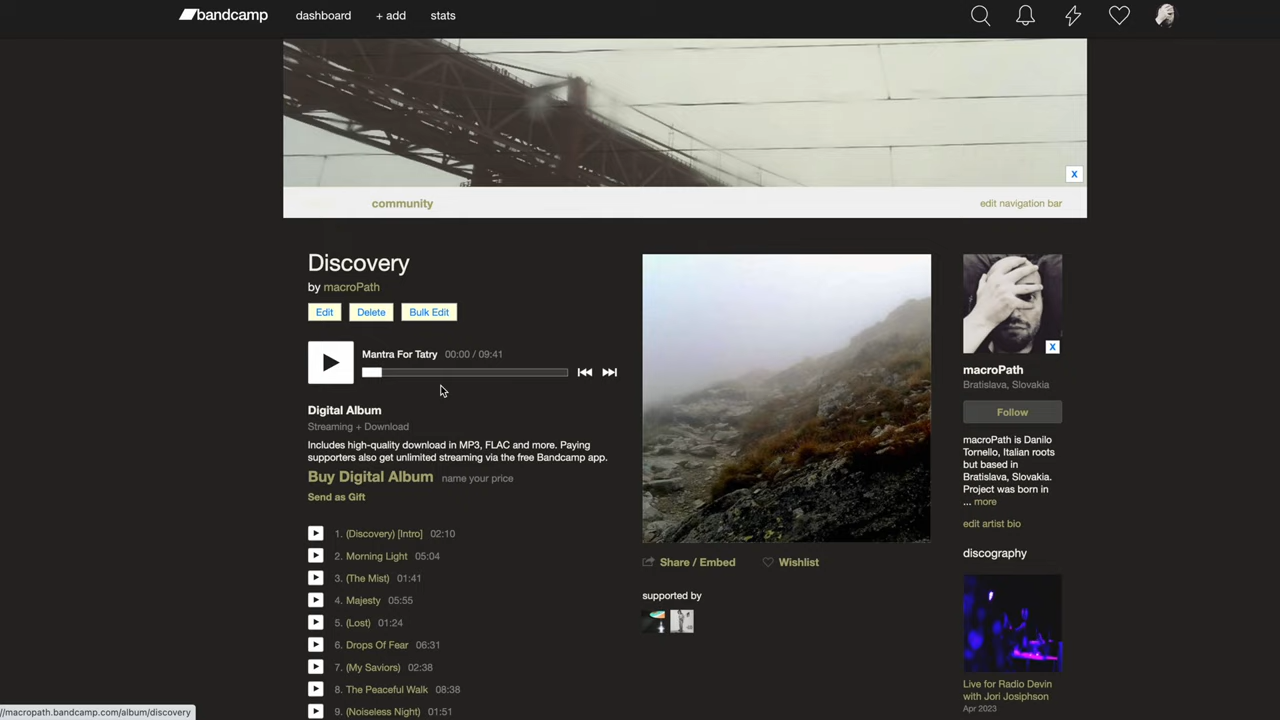 bandcamp
dashboard
+ add
stats
X
community
edit navigation bar
Discovery
by macroPath
Edit
Delete
Bulk Edit
Mantra For Tatry 00:00 / 09:41
Digital Album
Streaming + Download
Includes high-quality download in MP3, FLAC and more. Paying
supporters also get unlimited streaming via the free Bandcamp app.
Buy Digital Album name your price
Send as Gift
1. (Discovery) [Intro] 02:10
2. Morning Light 05:04
3. (The Mist) 01:41
4. Majesty 05:55
5. (Lost) 01:24
6. Drops Of Fear 06:31
7. (My Saviors) 02:38
8. The Peaceful Walk 08:38
9. (Noiseless Night) 01:51
Share / Embed
Wishlist
supported by
X
macroPath
Bratislava, Slovakia
Follow
macroPath is Danilo
Tornello, Italian roots
but based in
Bratislava, Slovakia.
Project was born in
... more
edit artist bio
discography
Live for Radio Devin
with Jori Josiphson
Apr 2023
//macropath.bandcamp.com/album/discovery